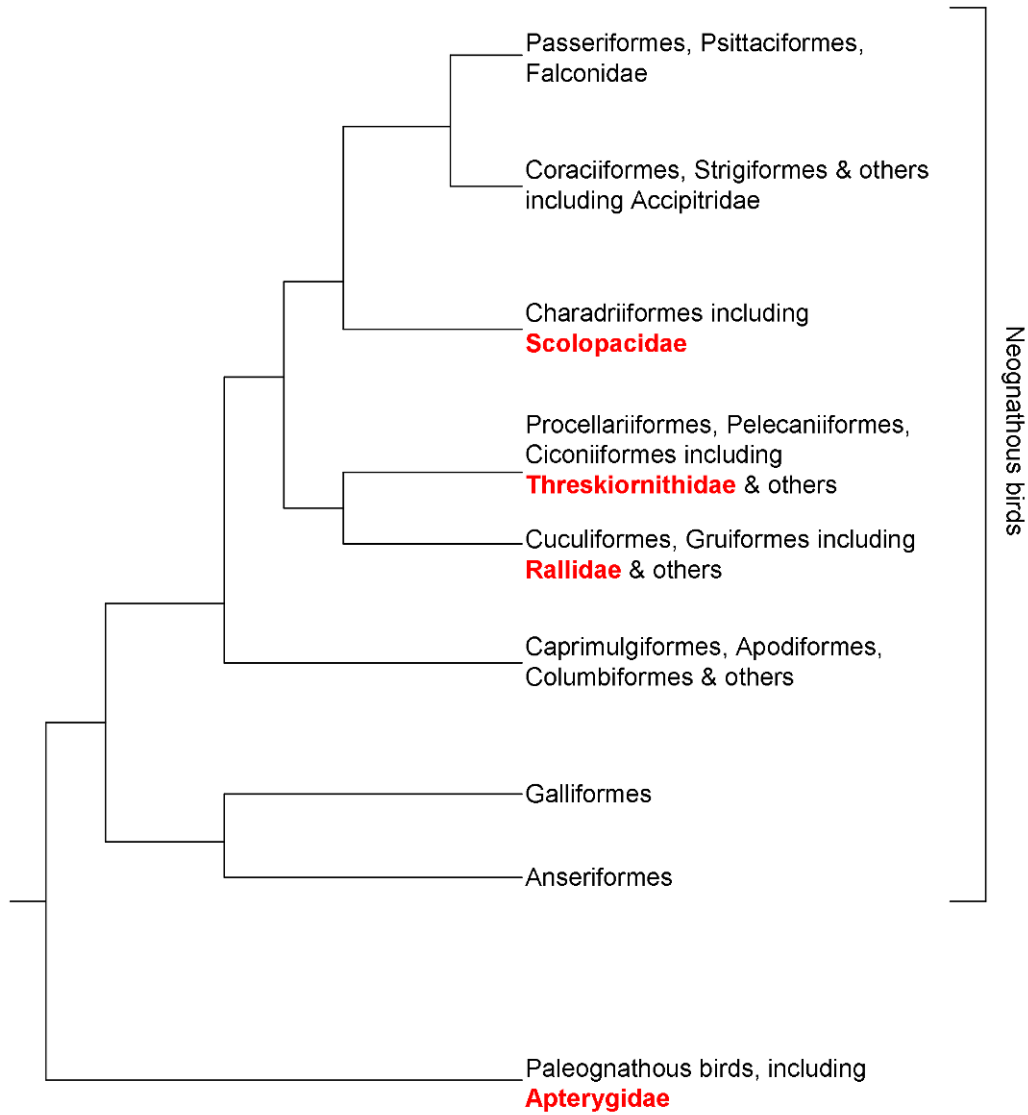 Passeriformes, Psittaciformes,
Falconidae
Coraciiformes, Strigiformes & others
including Accipitridae
Charadriiformes including
Scolopacidae
Procellariiformes, Pelecaniiformes,
Ciconiiformes including
Threskiornithidae & others
Cuculiformes, Gruiformes including
Rallidae & others
Caprimulgiformes, Apodiformes,
Columbiformes & others
Galliformes
Anseriformes
Paleognathous birds, including
Apterygidae
Neognathous birds